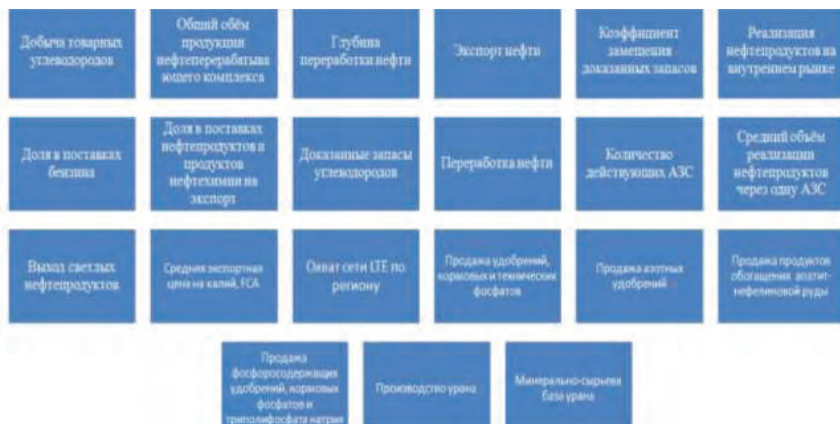 Добыча товарных
углеводородов
Общий объём
продукции
нефтеперерабатыва
ющего комплекса
Глубина
переработки нефти
Экспорт нефти
Коэффициент
замещения
доказанных запасов
Реализация
нефтепродуктов на
внутреннем рынке
Доля в поставках
бензина
Доля в поставках
нефтепродуктов и
продуктов
нефтехимии на
экспорт
Доказанные запасы
углеводородов
Переработка нефти
Количество
действующих АЗС
Средний объём
реализации
нефтепродуктов
через одну АЗС
Выход светлых
нефтепродуктов
Средняя экспортная
цена на калий, FCA
Охват сети LTE по
региону
Продажа удобрений,
кормовых и технических
фосфатов
Продажа азотных
удобрений
Продажа продуктов
обогащения апатит-
нефелиновой руды
Продажа
фосфоросодержащих
удобрений, кормовых
фосфатов и
триполифосфата натрия
Производство урана
Минерально-сырьева
база урана